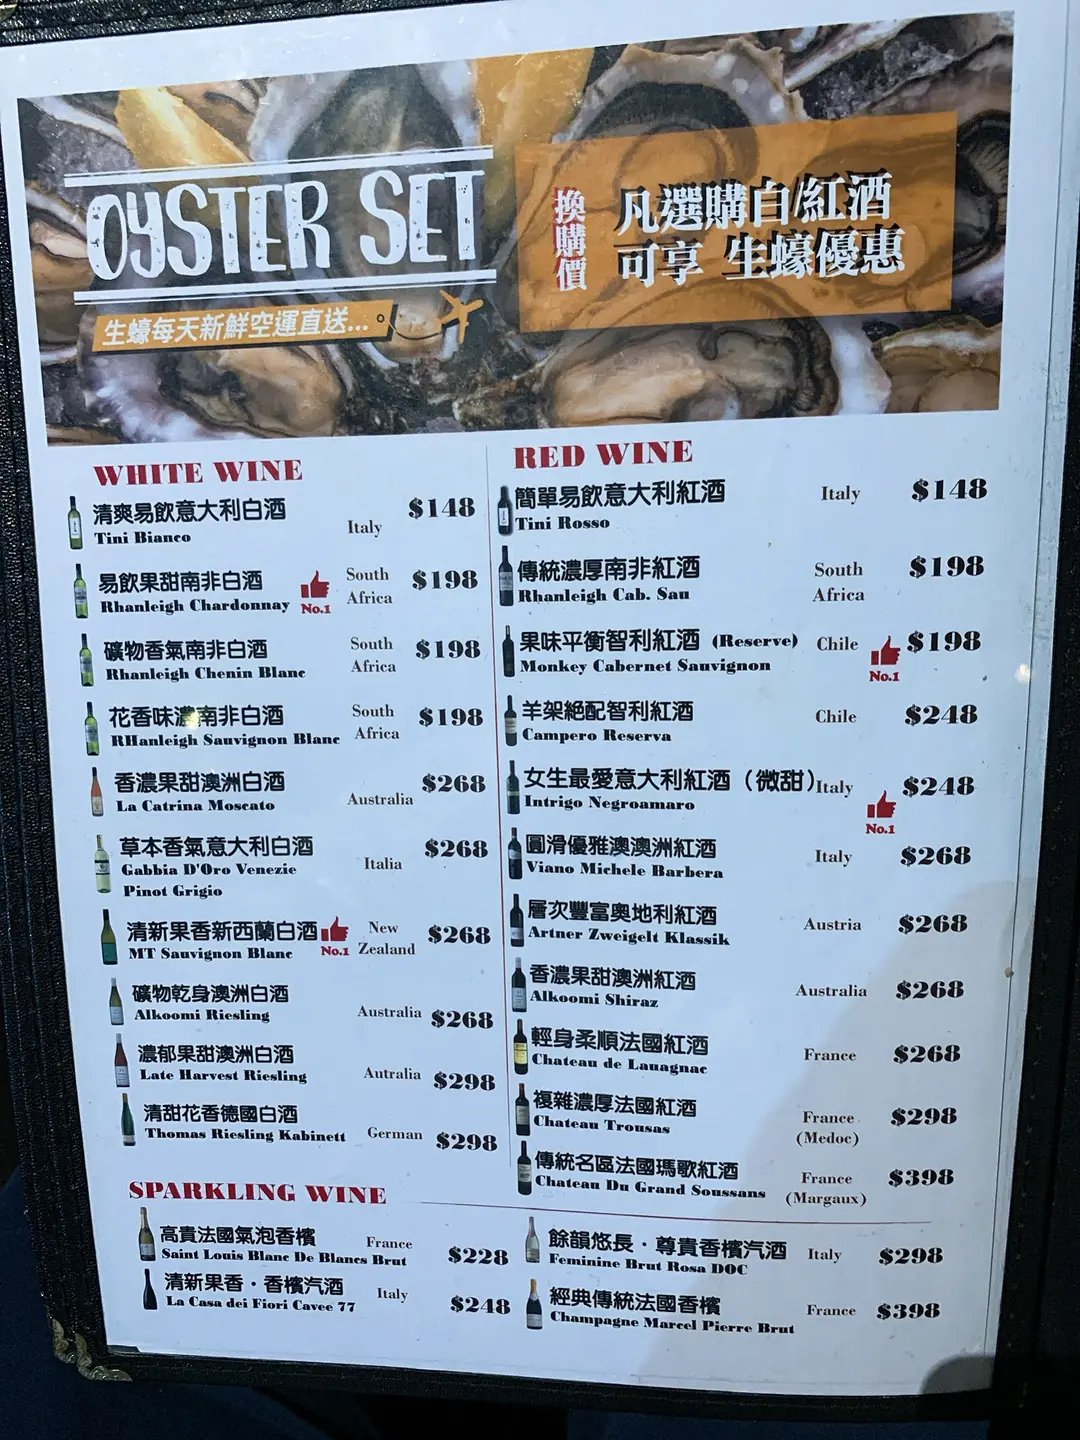 OYSTER SET
生蠔每天新鮮空運直送...
換購價
凡選購白/紅酒
可享 生蠔優惠
WHITE WINE
清爽易飲意大利白酒
Tini Bianco
Italy
$148
易飲果甜南非白酒
Rhanleigh Chardonnay
No.1
South
Africa
$198
礦物香氣南非白酒
Rhanleigh Chenin Blanc
South
Africa
$198
花香味濃南非白酒
RHanleigh Sauvignon Blanc
South
Africa
$198
香濃果甜澳洲白酒
La Catrina Moscato
Australia
$268
草本香氣意大利白酒
Gabbia D'Oro Venezie
Pinot Grigio
Italia
$268
清新果香新西蘭白酒
MT Sauvignon Blanc
No.1
New
Zealand
$268
礦物乾身澳洲白酒
Alkoomi Riesling
Australia
$268
濃郁果甜澳洲白酒
Late Harvest Riesling
Autralia
$298
清甜花香德國白酒
Thomas Riesling Kabinett
German
$298
RED WINE
簡單易飲意大利紅酒
Tini Rosso
Italy
$148
傳統濃厚南非紅酒
Rhanleigh Cab. Sau
South
Africa
$198
果味平衡智利紅酒 (Reserve)
Monkey Cabernet Sauvignon
Chile
No.1
$198
羊架絕配智利紅酒
Campero Reserva
Chile
$248
女生最愛意大利紅酒（微甜）
Intrigo Negroamaro
Italy
No.1
$248
圓滑優雅澳澳洲紅酒
Viano Michele Barbera
Italy
$268
層次豐富奧地利紅酒
Artner Zweigelt Klassik
Austria
$268
香濃果甜澳洲紅酒
Alkoomi Shiraz
Australia
$268
輕身柔順法國紅酒
Chateau de Lauagnac
France
$268
複雜濃厚法國紅酒
Chateau Trousas
France
(Medoc)
$298
傳統名區法國瑪歌紅酒
Chateau Du Grand Soussans
France
(Margaux)
$398
SPARKLING WINE
高貴法國氣泡香檳
Saint Louis Blanc De Blancs Brut
France
$228
清新果香·香檳汽酒
La Casa dei Fiori Cavee 77
Italy
$248
餘韻悠長·尊貴香檳汽酒
Feminine Brut Rosa DOC
Italy
$298
經典傳統法國香檳
Champagne Marcel Pierre Brut
France
$398